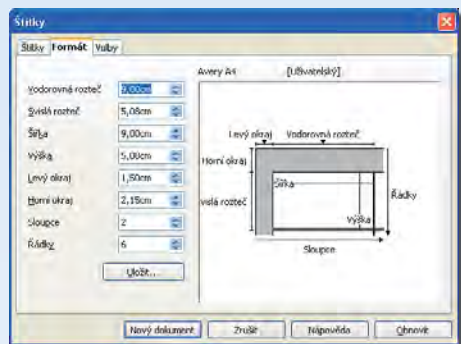 Štítky
Štítky Formát Volby
Avery A4 [Uživatelský]
Vodorovná rozteč 9,00cm
Svislá rozteč 5,08cm
Šířka 9,00cm
Výška 5,00cm
Levý okraj 1,50cm
Horní okraj 2,15cm
Sloupce 2
Řádky 6
Uložit...
Levý okraj Vodorovná rozteč
Horní okraj
Šířka
vislá rozteč
Řádky
Výška
Sloupce
Nový dokument Zrušit Nápověda Obnovit